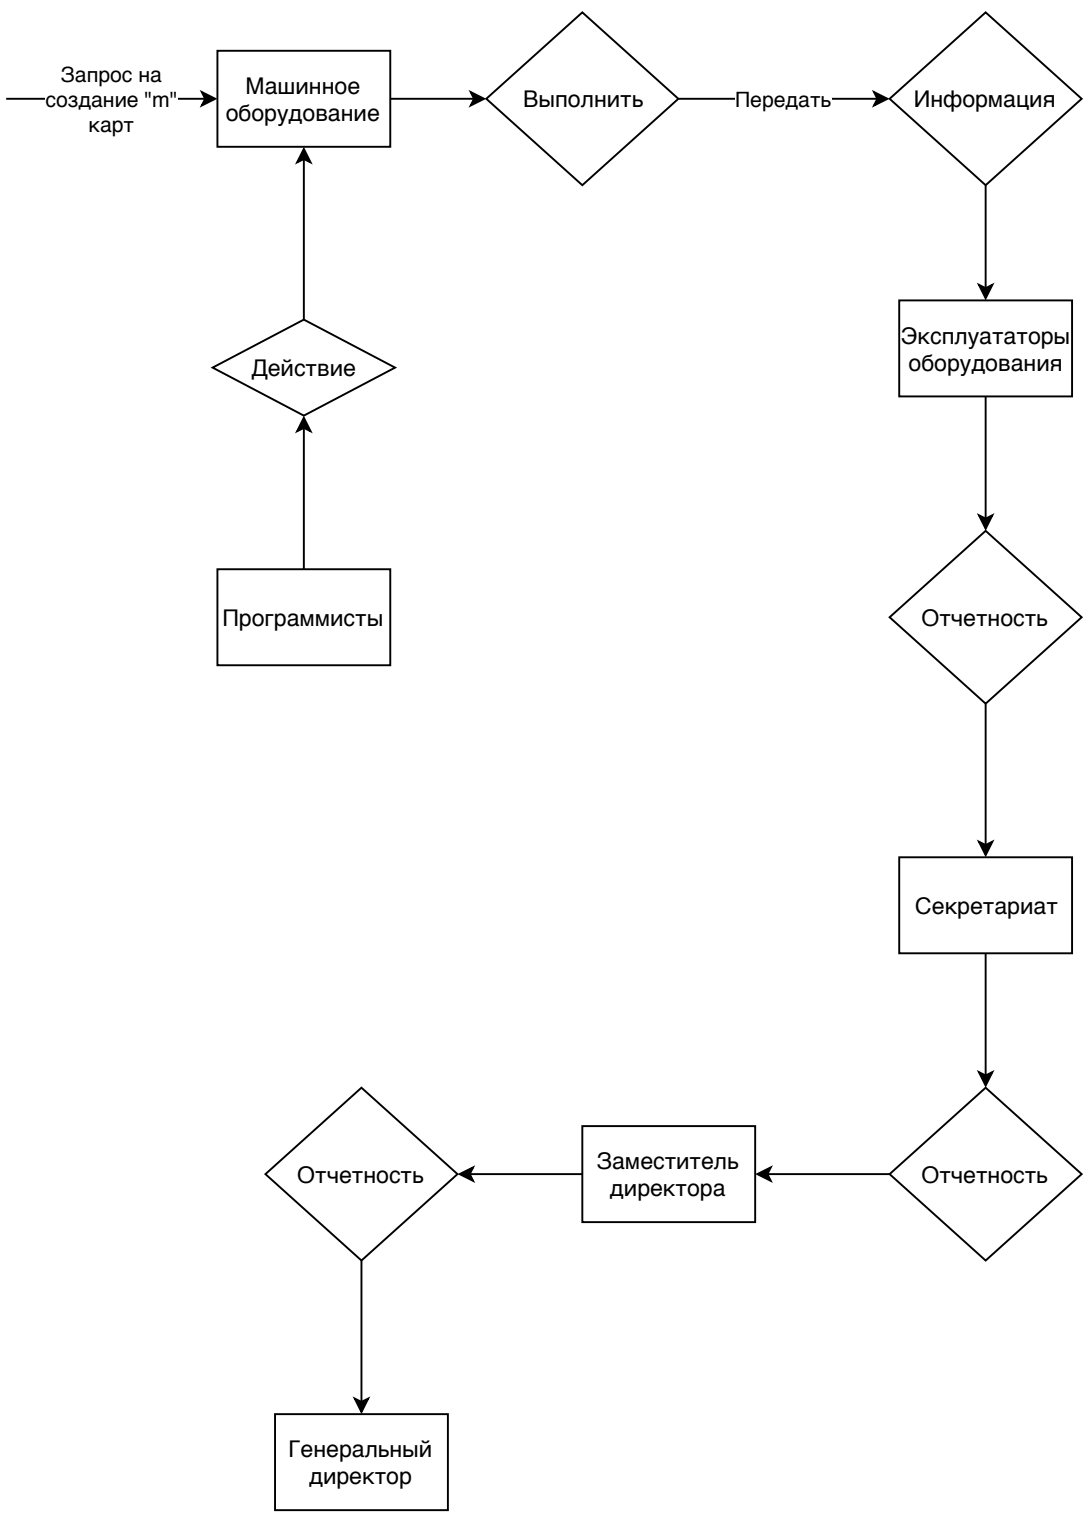 Запрос на
создание "m"
карт
Машинное
оборудование
Выполнить
Передать
Информация
Эксплуататоры
оборудования
Действие
Программисты
Отчетность
Секретариат
Отчетность
Заместитель
директора
Отчетность
Генеральный
директор